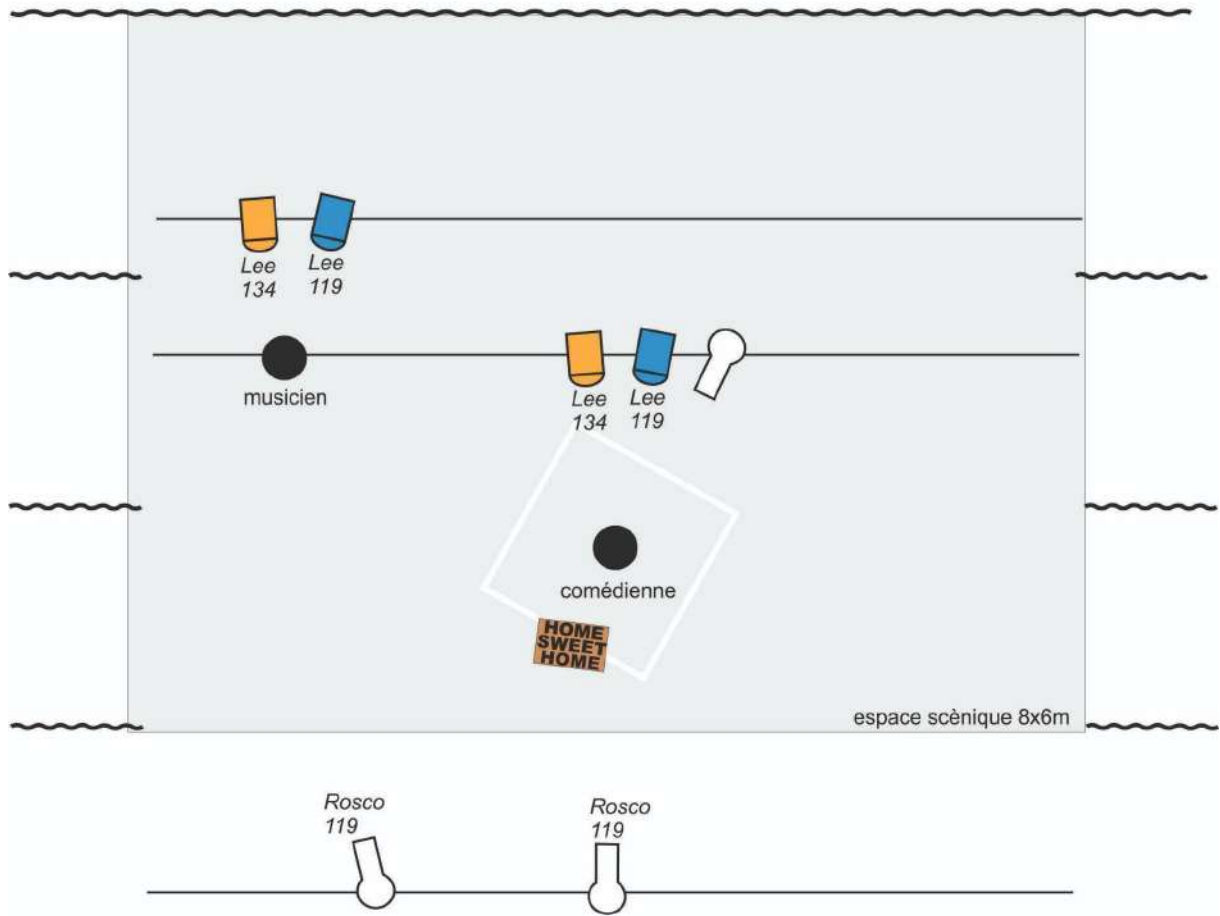 Lee
134
Lee
119
musicien
Lee
134
Lee
119
comédienne
HOME
SWEET
HOME
espace scènique 8x6m
Rosco
119
Rosco
119